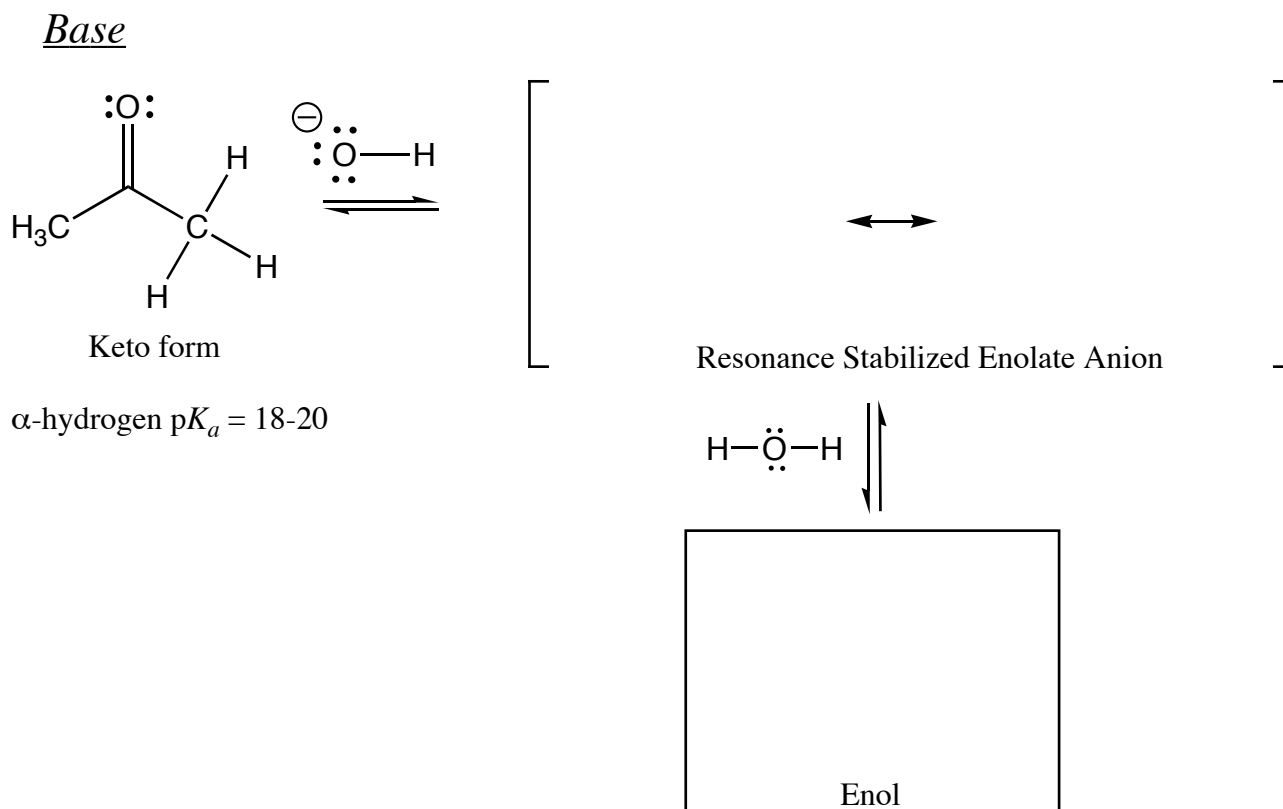 Base
:O:
H
:O—H
H₃C
C
H
H
Keto form
Resonance Stabilized Enolate Anion
α-hydrogen pKₐ = 18-20
H—O—H
Enol